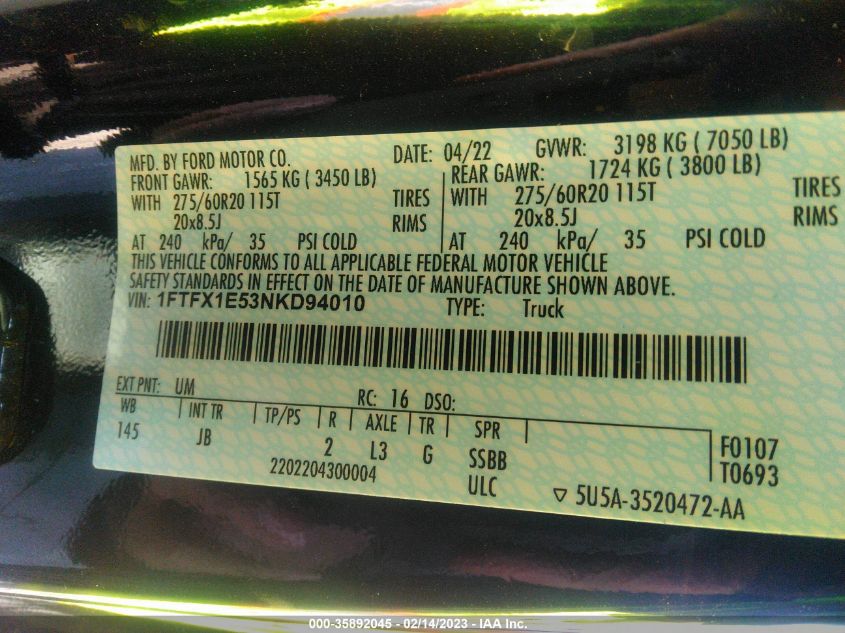 MFD. BY FORD MOTOR CO. DATE: 04/22 GVWR: 3198 KG ( 7050 LB)
FRONT GAWR: 1565 KG ( 3450 LB) REAR GAWR: 1724 KG ( 3800 LB)
WITH 275/60R20 115T TIRES WITH 275/60R20 115T TIRES
20x8.5J RIMS 20x8.5J RIMS
AT 240 kPa/ 35 PSI COLD AT 240 kPa/ 35 PSI COLD
THIS VEHICLE CONFORMS TO ALL APPLICABLE FEDERAL MOTOR VEHICLE
SAFETY STANDARDS IN EFFECT ON THE DATE OF MANUFACTURE SHOWN ABOVE.
VIN: 1FTFX1E53NKD94010 TYPE: Truck
EXT PNT: UM RC: 16 DSO:
WB INT TR TP/PS R AXLE TR SPR
145 JB 2 L3 G SSBB F0107
2202204300004 ULC T0693
▽ 5U5A-3520472-AA
000-35892045 - 02/14/2023 - IAA Inc.